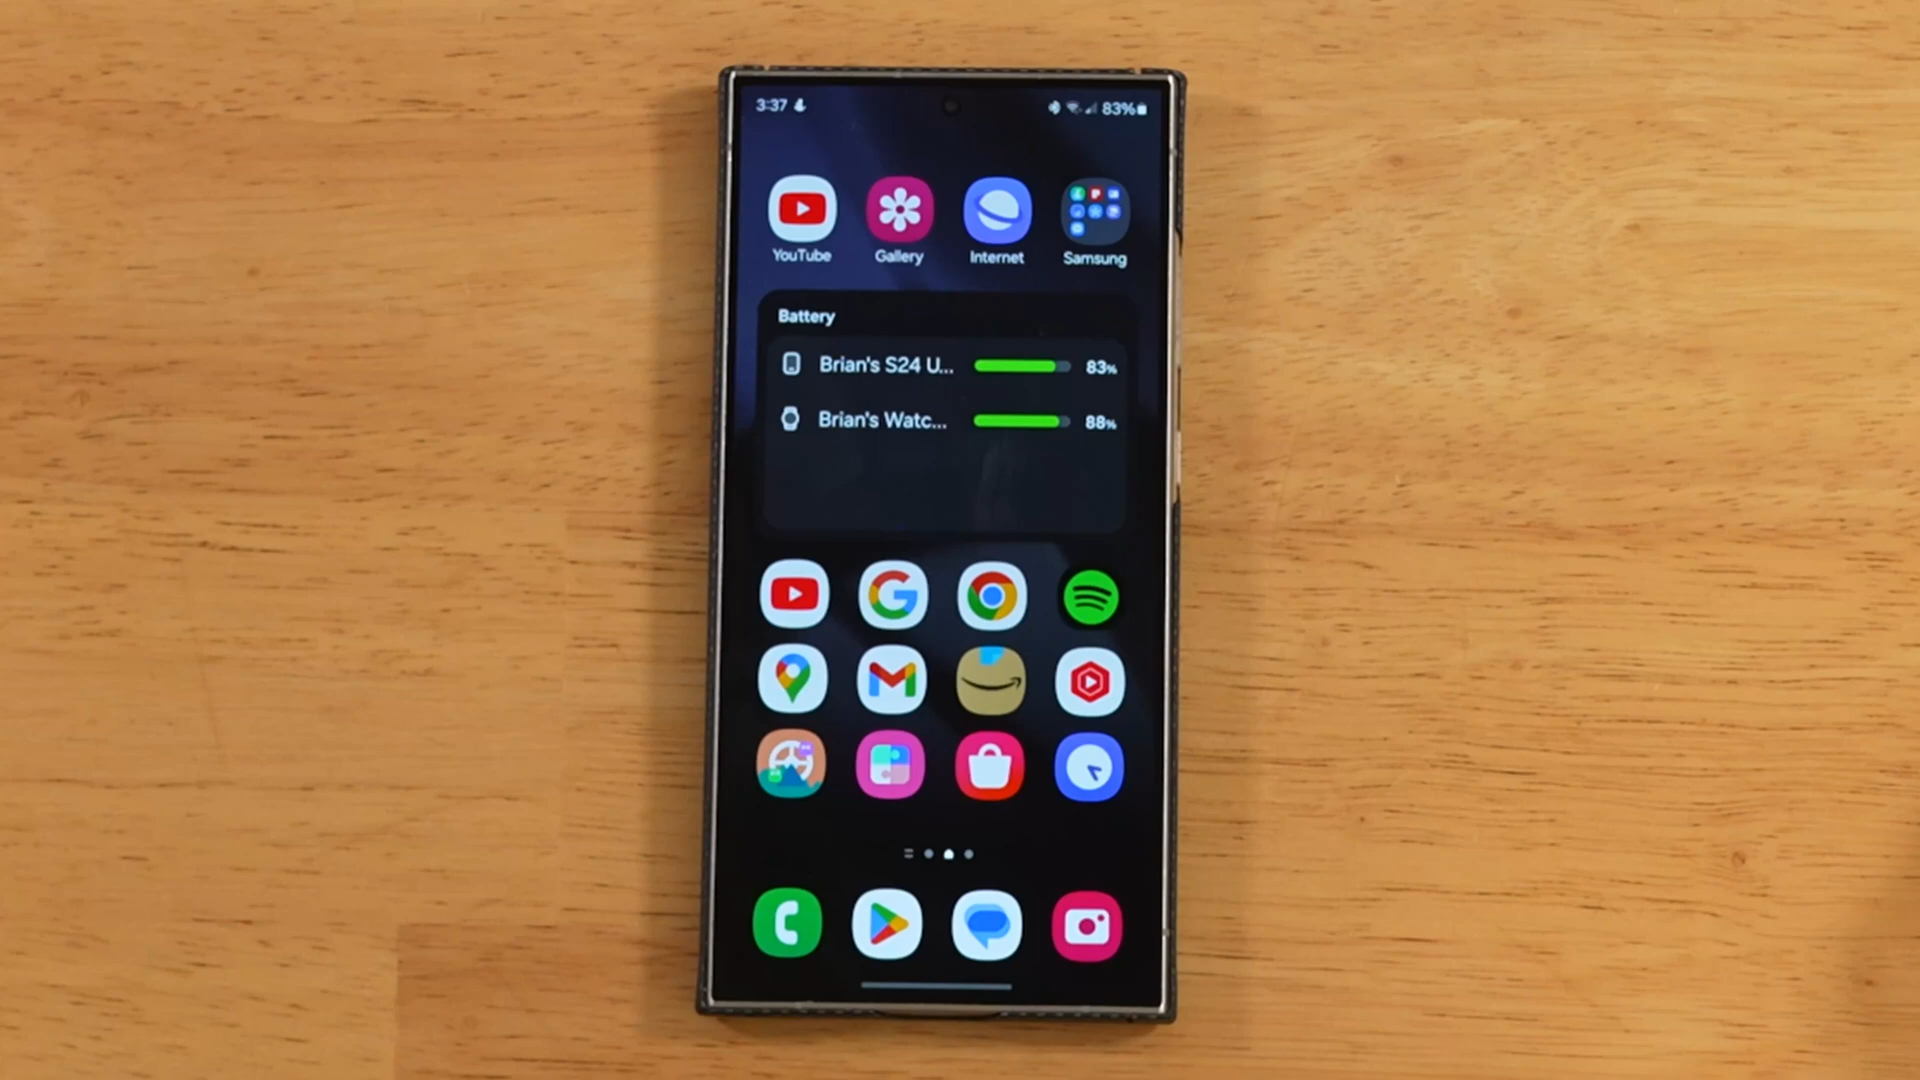 3:37 83%
YouTube Gallery Internet Samsung
Battery
Brian's S24 U... 83%
Brian's Watc... 88%